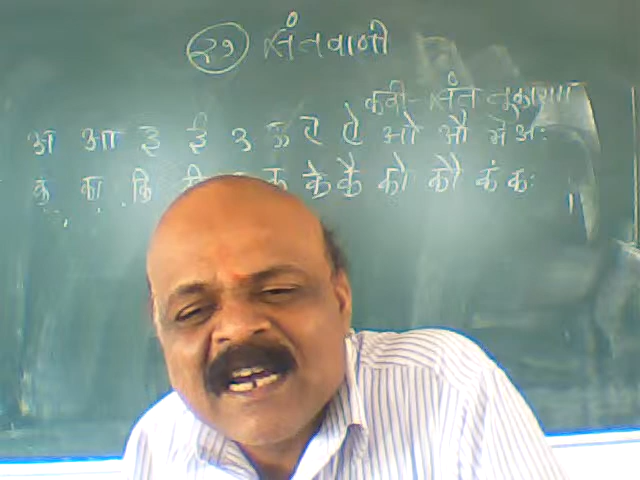 २१ संतवाणी
कवी - संत तुकाराम
अ आ इ ई उ ऊ ए ऐ ओ औ अं अः
क का कि की क के कै को कौ कं कः